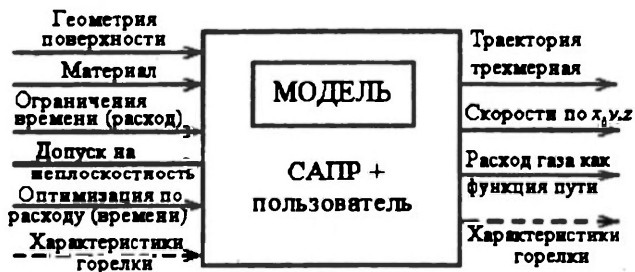 Геометрия
поверхности
Материал
Ограничения
времени (расход)
Допуск на
неплоскостность
Оптимизация по
расходу (времени)
Характеристики
горелки
МОДЕЛЬ
САПР +
пользователь
Траектория
трехмерная
Скорости по x, y, z
Расход газа как
функция пути
Характеристики
горелки